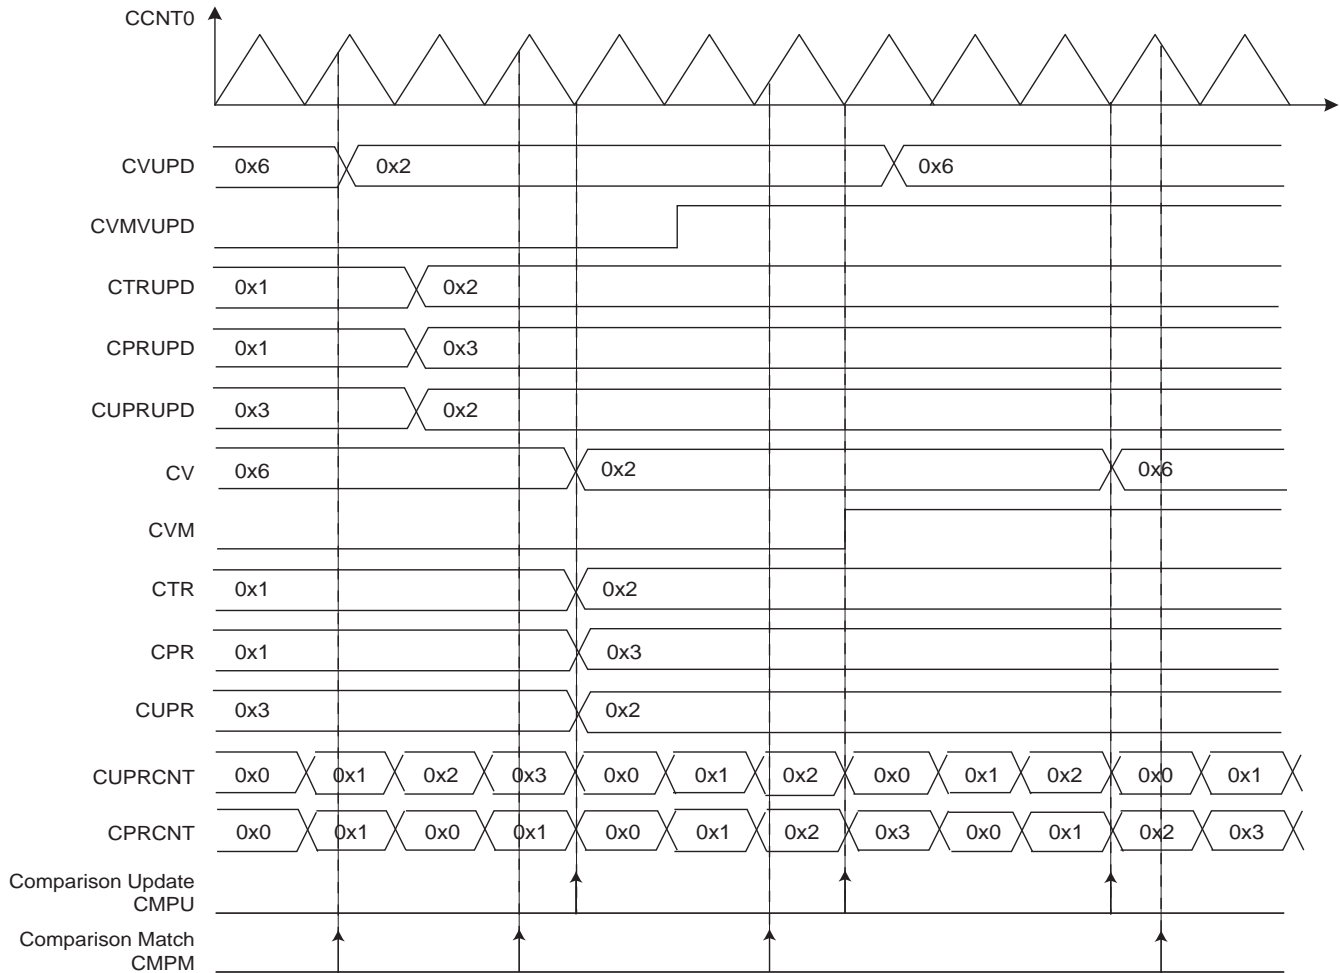 CCNT0
CVUPD 0x6 0x2 0x6
CVMVUPD
CTRUPD 0x1 0x2
CPRUPD 0x1 0x3
CUPRUPD 0x3 0x2
CV 0x6 0x2 0x6
CVM
CTR 0x1 0x2
CPR 0x1 0x3
CUPR 0x3 0x2
CUPRCNT 0x0 0x1 0x2 0x3 0x0 0x1 0x2 0x0 0x1 0x2 0x0 0x1
CPRCNT 0x0 0x1 0x0 0x1 0x0 0x1 0x2 0x3 0x0 0x1 0x2 0x3
Comparison Update
CMPU
Comparison Match
CMPM